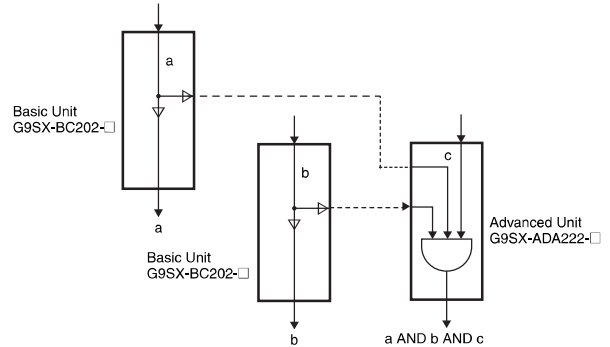 a
Basic Unit
G9SX-BC202-□
a
b
c
Advanced Unit
G9SX-ADA222-□
Basic Unit
G9SX-BC202-□
b
a AND b AND c